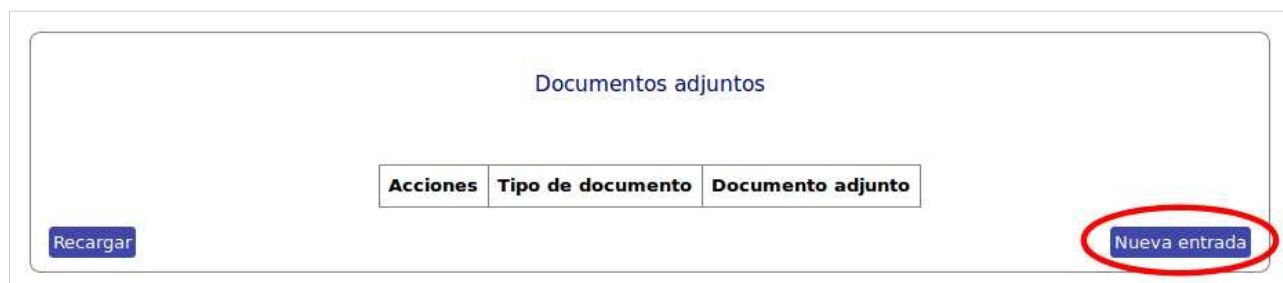 Documentos adjuntos
Acciones Tipo de documento Documento adjunto
Recargar Nueva entrada